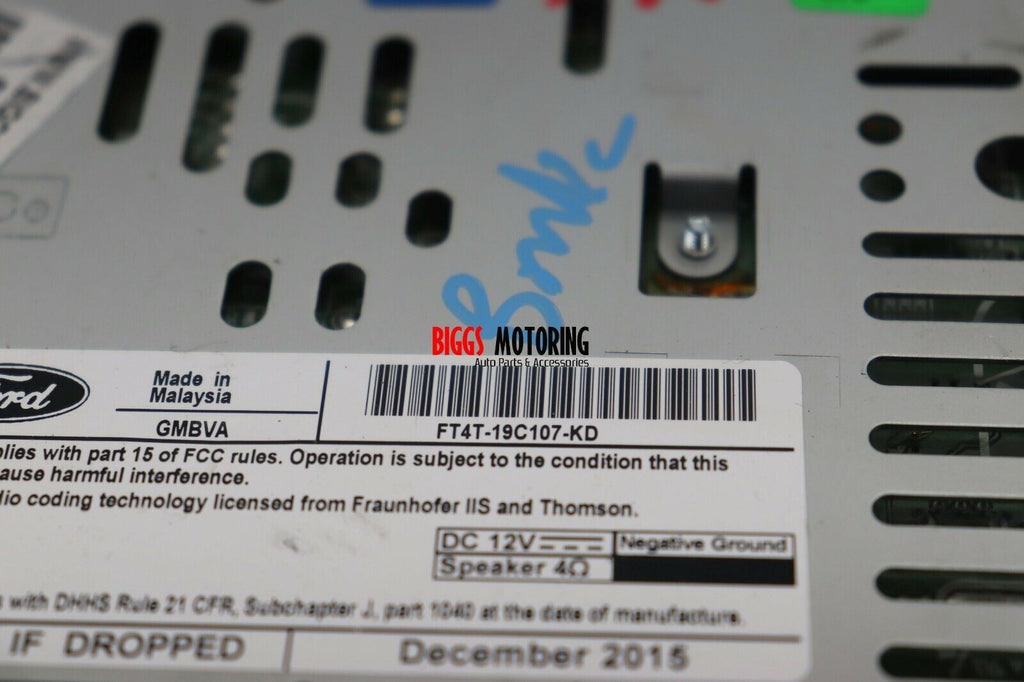 BIGGS MOTORING
Auto Parts & Accessories
Ford
Made in
Malaysia
GMBVA
FT4T-19C107-KD
plies with part 15 of FCC rules. Operation is subject to the condition that this
ause harmful interference.
dio coding technology licensed from Fraunhofer IIS and Thomson.
DC 12V
Negative Ground
Speaker 4Ω
with DHHS Rule 21 CFR, Subchapter J, part 1040 at the date of manufacture.
IF DROPPED
December 2015